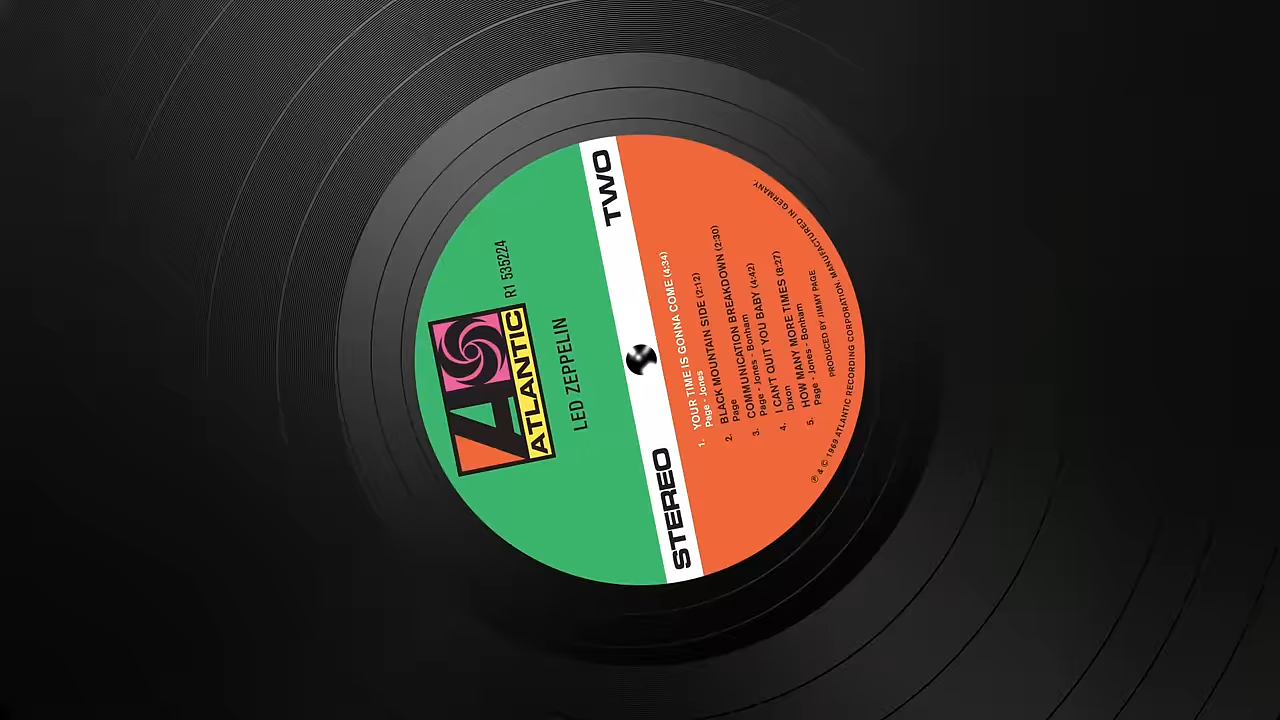 ATLANTIC
R1 535224
LED ZEPPELIN
STEREO TWO
1. YOUR TIME IS GONNA COME (4:34)
Page - Jones
2. BLACK MOUNTAIN SIDE (2:12)
Page
3. COMMUNICATION BREAKDOWN (2:30)
Page - Jones - Bonham
4. I CAN'T QUIT YOU BABY (4:42)
Dixon
5. HOW MANY MORE TIMES (8:27)
Page - Jones - Bonham
PRODUCED BY JIMMY PAGE
℗ & © 1969 ATLANTIC RECORDING CORPORATION. MANUFACTURED IN GERMANY.